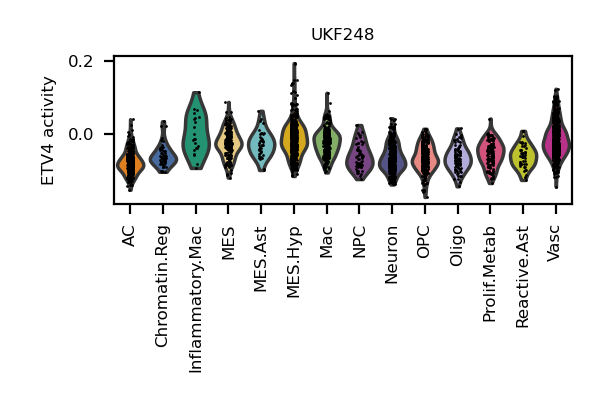 UKF248
ETV4 activity
0.2
0.0
AC
Chromatin.Reg
Inflammatory.Mac
MES
MES.Ast
MES.Hyp
Mac
NPC
Neuron
OPC
Oligo
Prolif.Metab
Reactive.Ast
Vasc